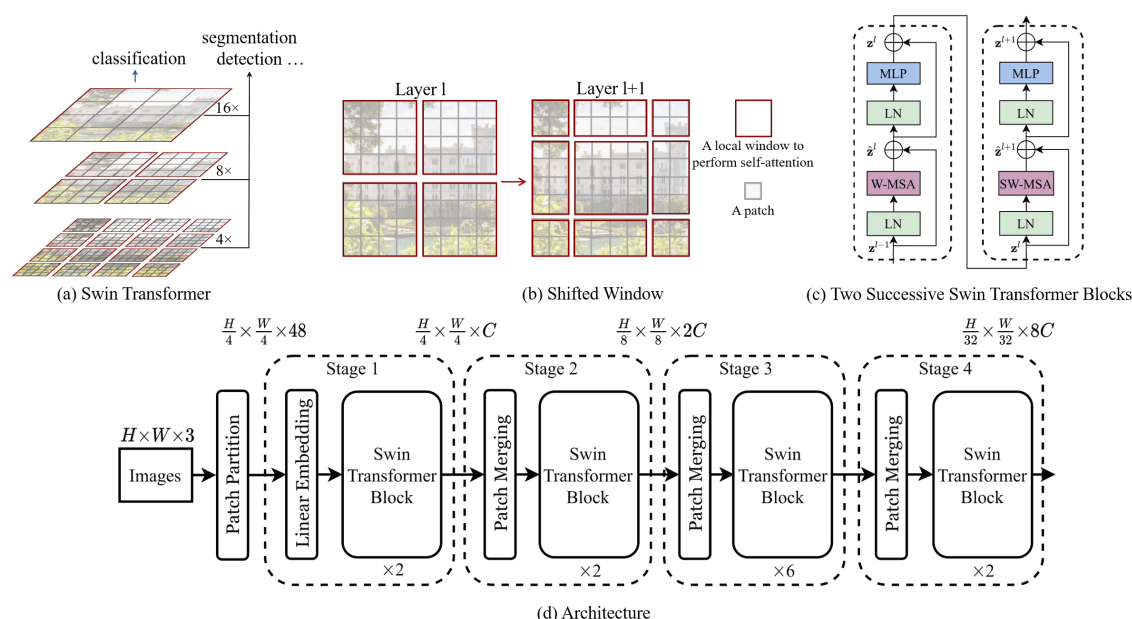 segmentation
detection ...
classification
16×
8×
4×
(a) Swin Transformer
Layer l
Layer l+1
A local window to
perform self-attention
A patch
(b) Shifted Window
z^l
z^{l+1}
MLP
MLP
LN
LN
ẑ^l
ẑ^{l+1}
W-MSA
SW-MSA
LN
LN
z^{l-1}
z^l
(c) Two Successive Swin Transformer Blocks
H/4 × W/4 × 48
H/4 × W/4 × C
H/8 × W/8 × 2C
H/32 × W/32 × 8C
Stage 1
Stage 2
Stage 3
Stage 4
H×W×3
Images
Patch Partition
Linear Embedding
Swin
Transformer
Block
×2
Patch Merging
Swin
Transformer
Block
×2
Patch Merging
Swin
Transformer
Block
×6
Patch Merging
Swin
Transformer
Block
×2
(d) Architecture